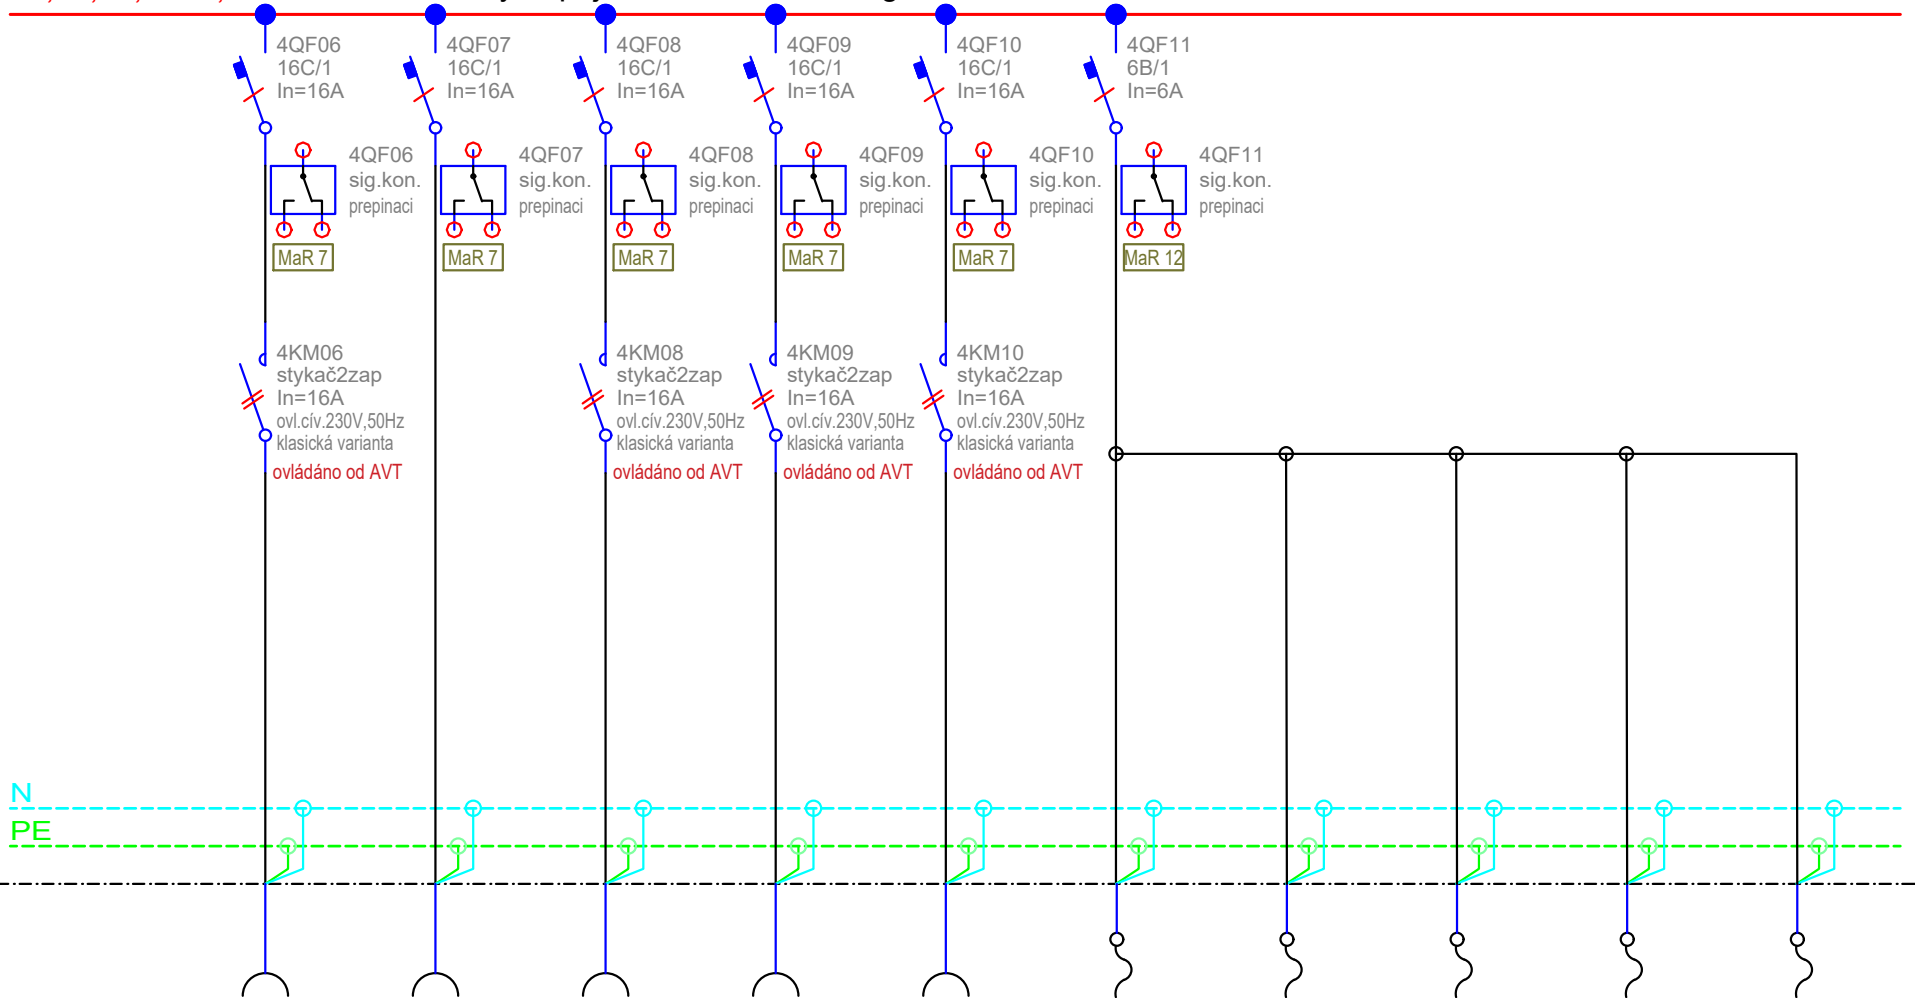 4QF06
16C/1
In=16A
4QF07
16C/1
In=16A
4QF08
16C/1
In=16A
4QF09
16C/1
In=16A
4QF10
16C/1
In=16A
4QF11
6B/1
In=6A
4QF06
sig.kon.
prepinaci
MaR 7
4QF07
sig.kon.
prepinaci
MaR 7
4QF08
sig.kon.
prepinaci
MaR 7
4QF09
sig.kon.
prepinaci
MaR 7
4QF10
sig.kon.
prepinaci
MaR 7
4QF11
sig.kon.
prepinaci
MaR 12
4KM06
stykač2zap
In=16A
ovl.cív.230V,50Hz
klasická varianta
ovládáno od AVT
4KM08
stykač2zap
In=16A
ovl.cív.230V,50Hz
klasická varianta
ovládáno od AVT
4KM09
stykač2zap
In=16A
ovl.cív.230V,50Hz
klasická varianta
ovládáno od AVT
4KM10
stykač2zap
In=16A
ovl.cív.230V,50Hz
klasická varianta
ovládáno od AVT
N
PE